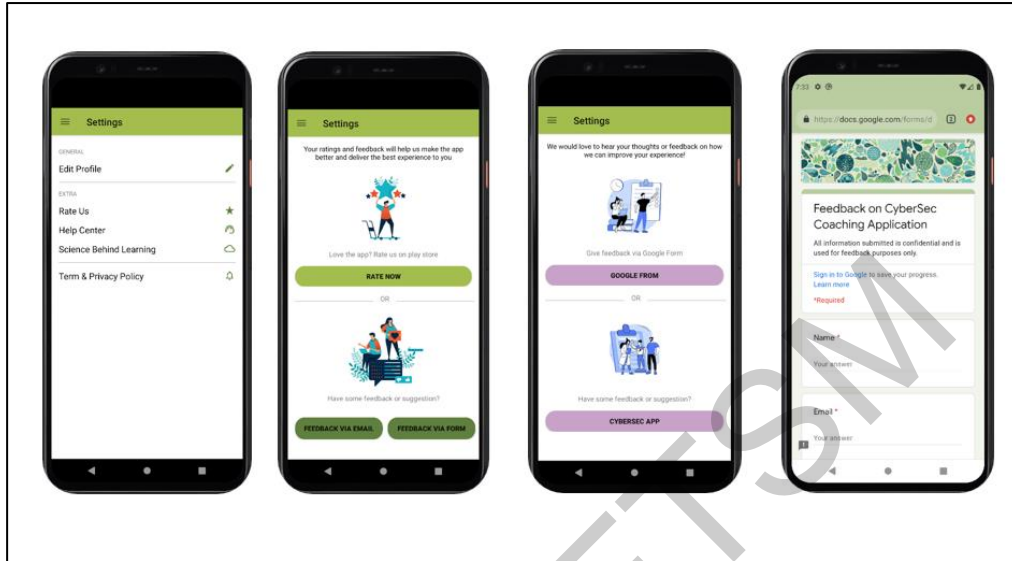 Settings
GENERAL
Edit Profile
EXTRA
Rate Us
Help Center
Science Behind Learning
Term & Privacy Policy
Settings
Your ratings and feedback will help us make the app
better and deliver the best experience to you
Love the app? Rate us on play store
RATE NOW
OR
Have some feedback or suggestion?
FEEDBACK VIA EMAIL
FEEDBACK VIA FORM
Settings
We would love to hear your thoughts or feedback on how
we can improve your experience!
Give feedback via Google Form
GOOGLE FROM
OR
Have some feedback or suggestion?
CYBERSEC APP
7:33
https://docs.google.com/forms/d
2
Feedback on CyberSec
Coaching Application
All information submitted is confidential and is
used for feedback purposes only.
Sign in to Google to save your progress.
Learn more
*Required
Name *
Your answer
Email *
Your answer
FTSM